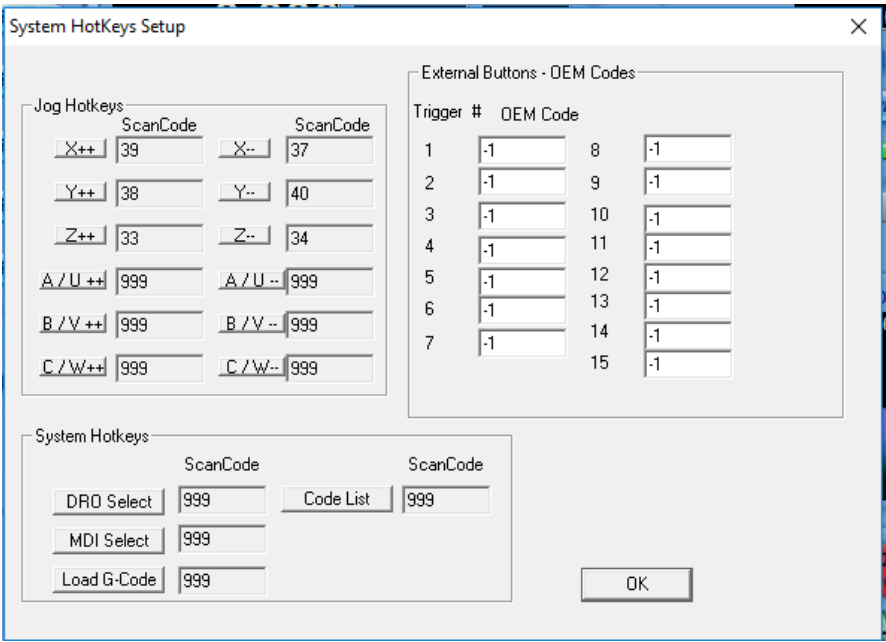 System HotKeys Setup
Jog Hotkeys
ScanCode ScanCode
X++ 39 X-- 37
Y++ 38 Y-- 40
Z++ 33 Z-- 34
A / U ++ 999 A / U -- 999
B / V ++ 999 B / V -- 999
C / W++ 999 C / W-- 999
External Buttons - OEM Codes
Trigger # OEM Code
1 -1 8 -1
2 -1 9 -1
3 -1 10 -1
4 -1 11 -1
5 -1 12 -1
6 -1 13 -1
7 -1 14 -1
15 -1
System Hotkeys
ScanCode ScanCode
DRO Select 999 Code List 999
MDI Select 999
Load G-Code 999
OK